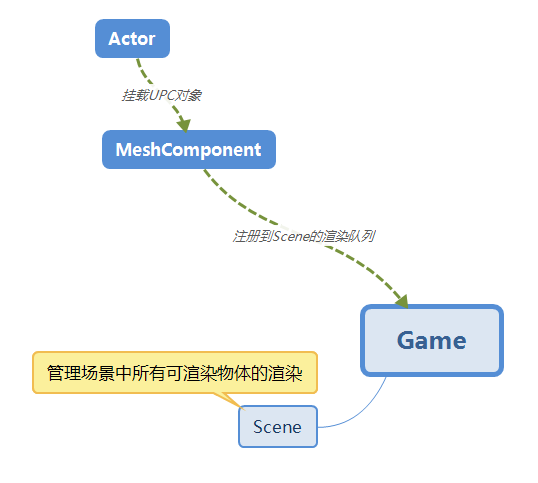 Actor
挂载UPC对象
MeshComponent
注册到Scene的渲染队列
Game
管理场景中所有可渲染物体的渲染
Scene